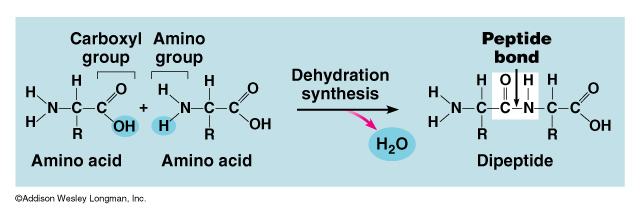 Carboxyl group
Amino group
H
H
N
C
H
R
C
O
OH
+
H
H
N
C
H
R
C
O
OH
Dehydration synthesis
H₂O
Peptide bond
H
H
N
C
H
R
C
O
N
H
C
H
R
C
O
OH
Amino acid
Amino acid
Dipeptide
©Addison Wesley Longman, Inc.